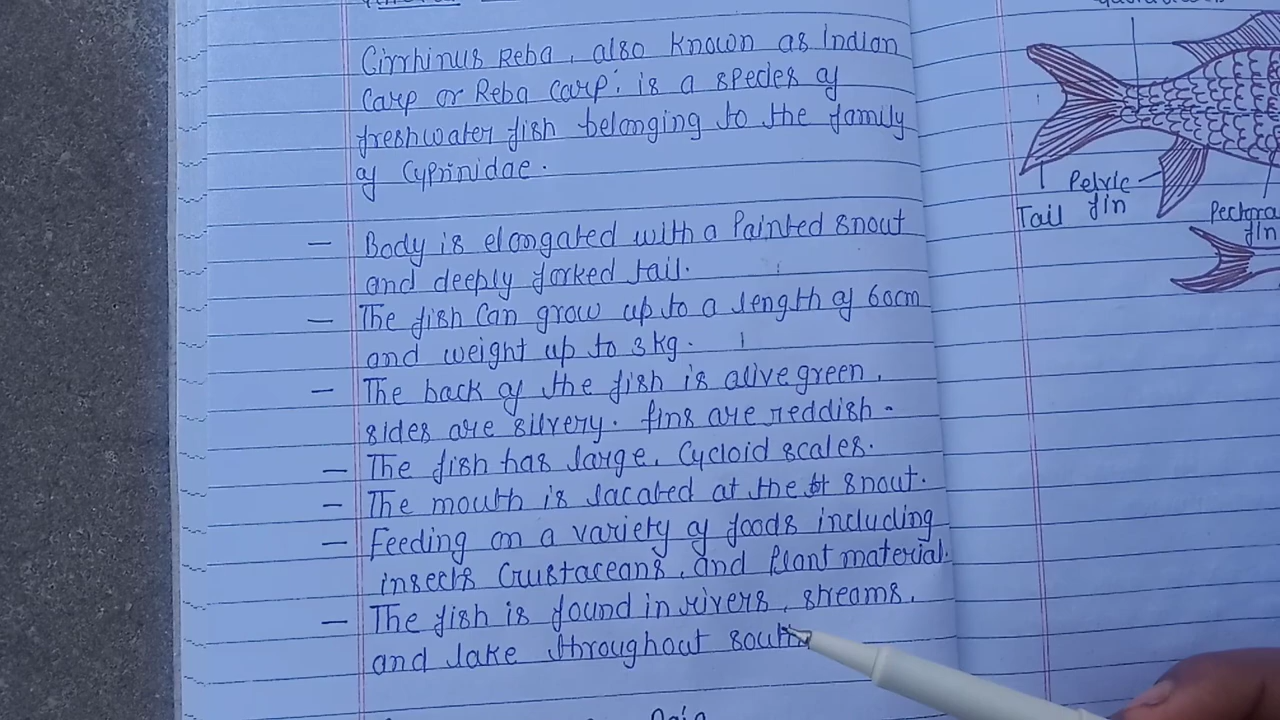 Cirrhinus Reba, also known as Indian
Carp or Reba Carp. is a species of
freshwater fish belonging to the family
of Cyprinidae.
– Body is elongated with a Pointed snout
and deeply forked tail.
– The fish can grow up to a length of 60cm
and weight up to 3 kg.
– The back of the fish is olive green,
sides are silvery. fins are reddish.
– The fish has large, Cycloid scales.
– The mouth is located at the snout.
– Feeding on a variety of foods including
insects Crustaceans, and Plant material.
– The fish is found in rivers, streams,
and lake throughout south
Pelvic
fin
Tail
Pectora
fin